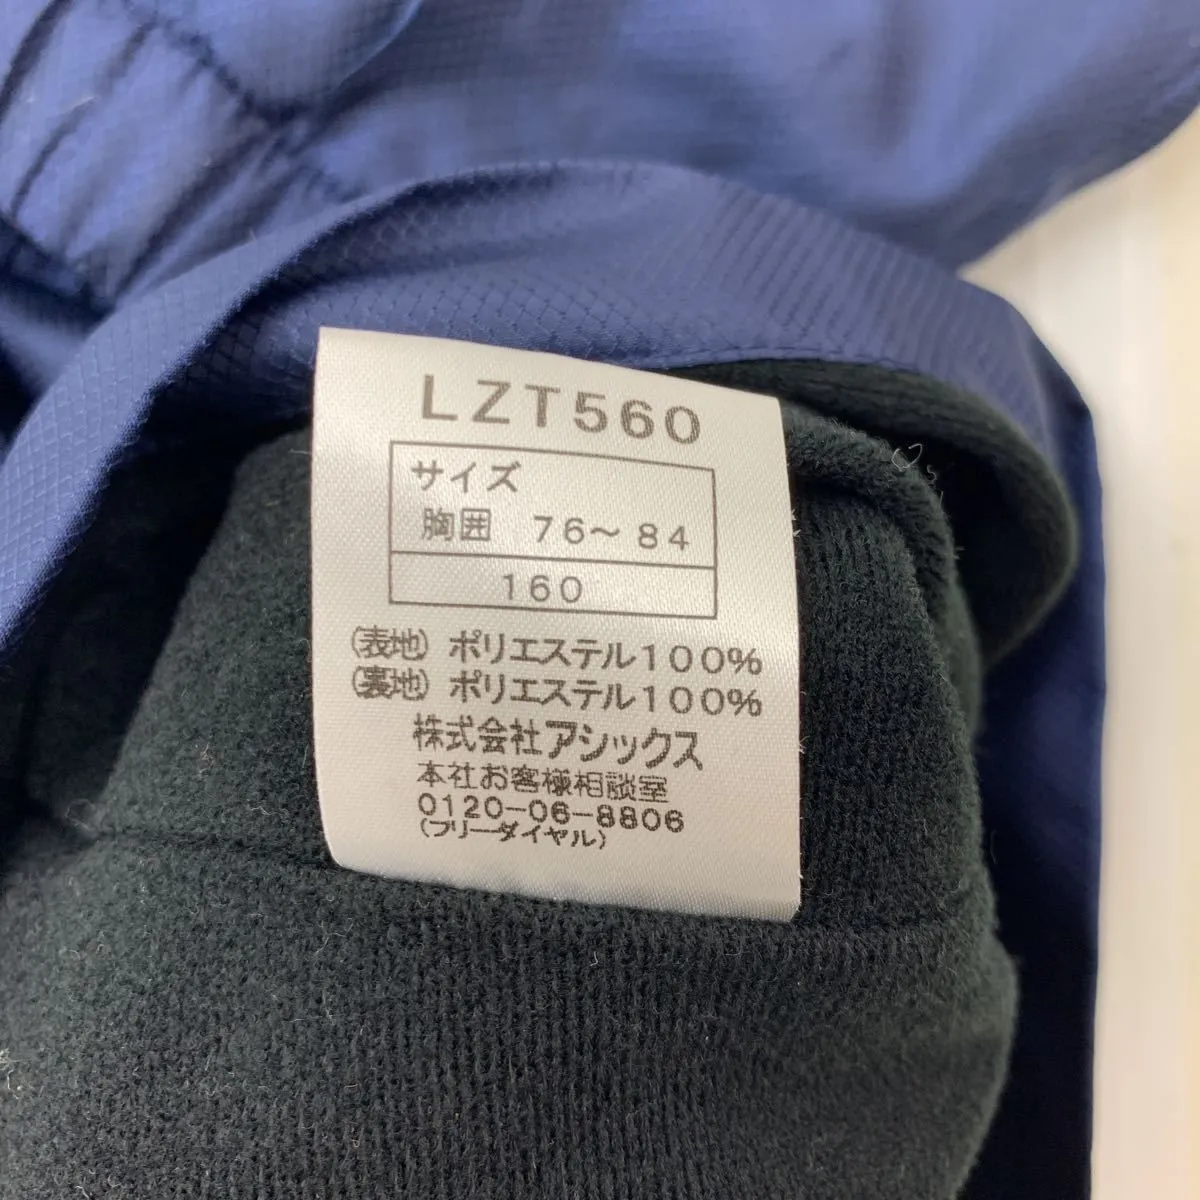 LZT560
サイズ
胸囲　76～84
160
(表地) ポリエステル100%
(裏地) ポリエステル100%
株式会社アシックス
本社お客様相談室
0120-06-8806
(フリーダイヤル)